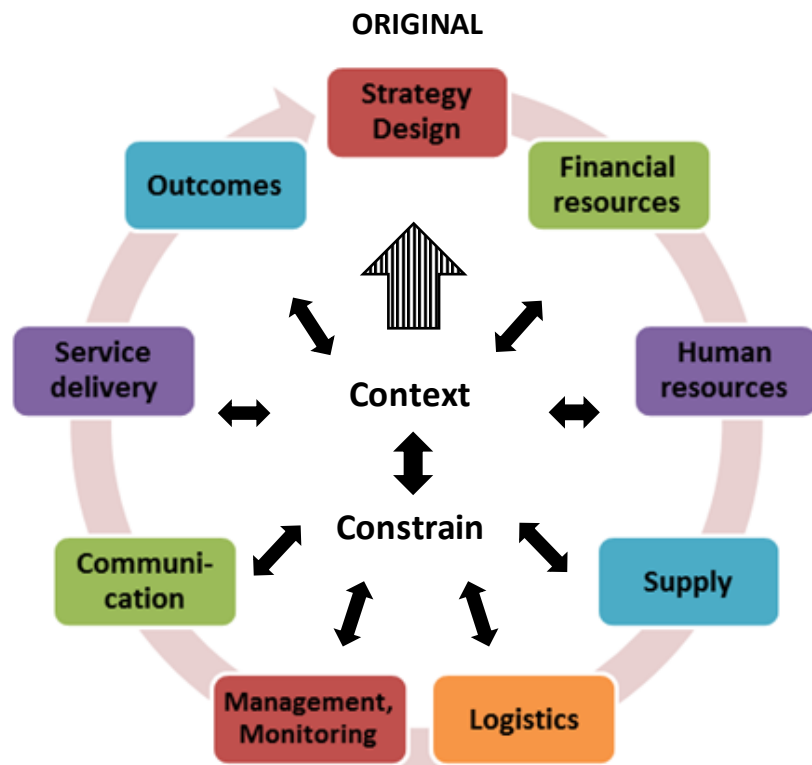 ORIGINAL
Strategy
Design
Financial
resources
Human
resources
Supply
Logistics
Management,
Monitoring
Communi-
cation
Service
delivery
Outcomes
Context
Constrain